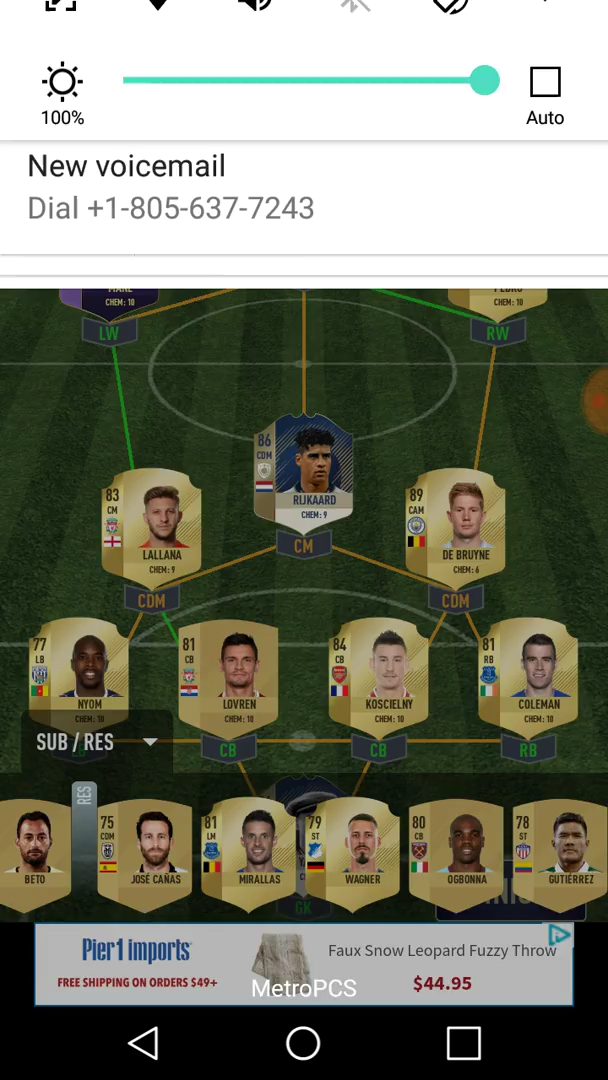 100%
Auto
New voicemail
Dial +1-805-637-7243
CHEM: 10
CHEM: 10
LW
RW
86
CDM
RIJKAARD
CHEM: 9
CM
83
CM
LALLANA
CHEM: 9
CDM
89
CAM
DE BRUYNE
CHEM: 6
CDM
77
LB
NYOM
CHEM: 10
81
CB
LOVREN
CHEM: 10
CB
84
CB
KOSCIELNY
CHEM: 10
CB
81
RB
COLEMAN
CHEM: 10
RB
SUB / RES
RES
BETO
75
CDM
JOSÉ CAÑAS
81
LM
MIRALLAS
79
ST
WAGNER
80
CB
OGBONNA
78
ST
GUTIÉRREZ
GK
Pier1 imports
FREE SHIPPING ON ORDERS $49+
Faux Snow Leopard Fuzzy Throw
$44.95
MetroPCS